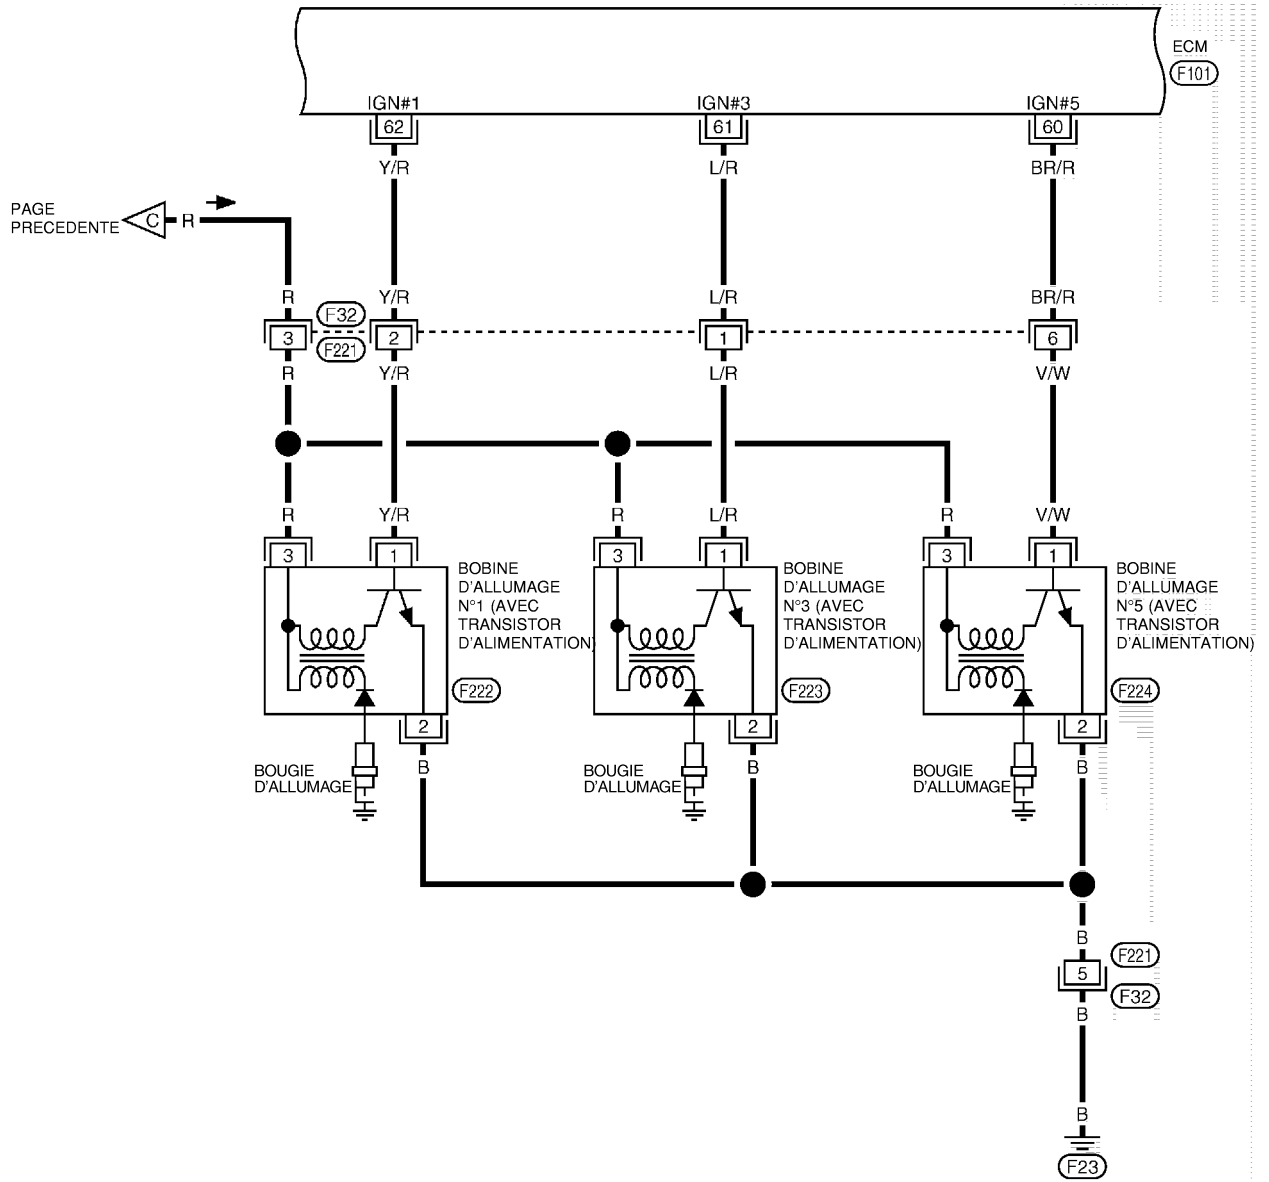 ECM
F101
IGN#1
IGN#3
IGN#5
62
61
60
Y/R
L/R
BR/R
PAGE
PRECEDENTE
C
R
R
F32
Y/R
L/R
BR/R
3
F221
2
1
6
R
Y/R
L/R
V/W
R
Y/R
R
L/R
R
V/W
3
1
3
1
3
1
BOBINE
D'ALLUMAGE
N°1 (AVEC
TRANSISTOR
D'ALIMENTATION)
F222
BOBINE
D'ALLUMAGE
N°3 (AVEC
TRANSISTOR
D'ALIMENTATION)
F223
BOBINE
D'ALLUMAGE
N°5 (AVEC
TRANSISTOR
D'ALIMENTATION)
F224
2
2
2
BOUGIE
D'ALLUMAGE
B
BOUGIE
D'ALLUMAGE
B
BOUGIE
D'ALLUMAGE
B
B
F221
5
F32
B
B
F23